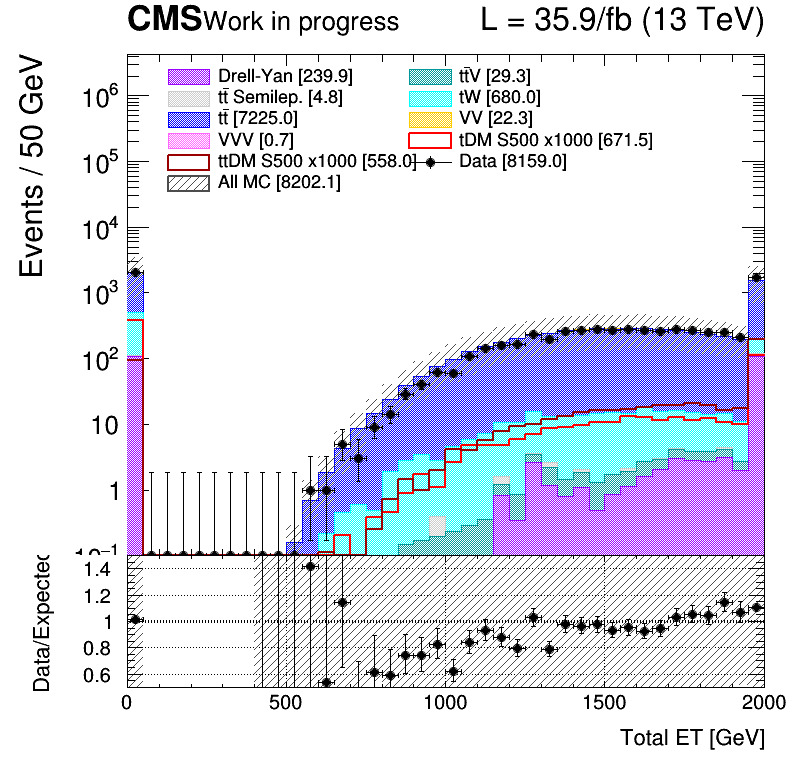 CMS Work in progress L = 35.9/fb (13 TeV)
Events / 50 GeV
Drell-Yan [239.9] tt̄V [29.3]
tt̄ Semilep. [4.8] tW [680.0]
tt̄ [7225.0] VV [22.3]
VVV [0.7] tDM S500 x1000 [671.5]
ttDM S500 x1000 [558.0] Data [8159.0]
All MC [8202.1]
10⁶
10⁵
10⁴
10³
10²
10
1
10⁻¹
Data/Expected
1.4
1.2
1
0.8
0.6
0 500 1000 1500 2000
Total ET [GeV]